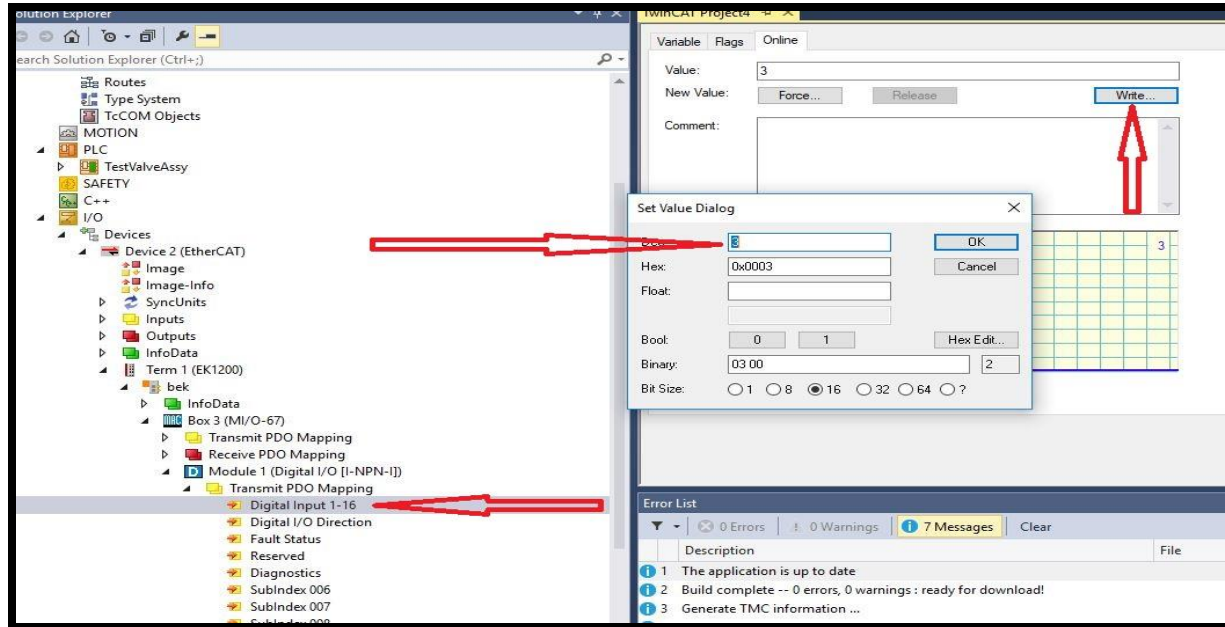 Solution Explorer
Search Solution Explorer (Ctrl+;)
Routes
Type System
TcCOM Objects
MOTION
PLC
TestValveAssy
SAFETY
C++
I/O
Devices
Device 2 (EtherCAT)
Image
Image-Info
SyncUnits
Inputs
Outputs
InfoData
Term 1 (EK1200)
bek
InfoData
Box 3 (MI/O-67)
Transmit PDO Mapping
Receive PDO Mapping
Module 1 (Digital I/O [I-NPN-I])
Transmit PDO Mapping
Digital Input 1-16
Digital I/O Direction
Fault Status
Reserved
Diagnostics
SubIndex 006
SubIndex 007
SubIndex 008
TwinCAT Project4
Variable Flags Online
Value: 3
New Value: Force... Release Write...
Comment:
Set Value Dialog
3 OK
Hex: 0x0003 Cancel
Float:
Bool: 0 1 Hex Edit...
Binary: 03 00 2
Bit Size: 1 8 16 32 64 ?
3
Error List
0 Errors 0 Warnings 7 Messages Clear
Description File
1 The application is up to date
2 Build complete -- 0 errors, 0 warnings : ready for download!
3 Generate TMC information ...